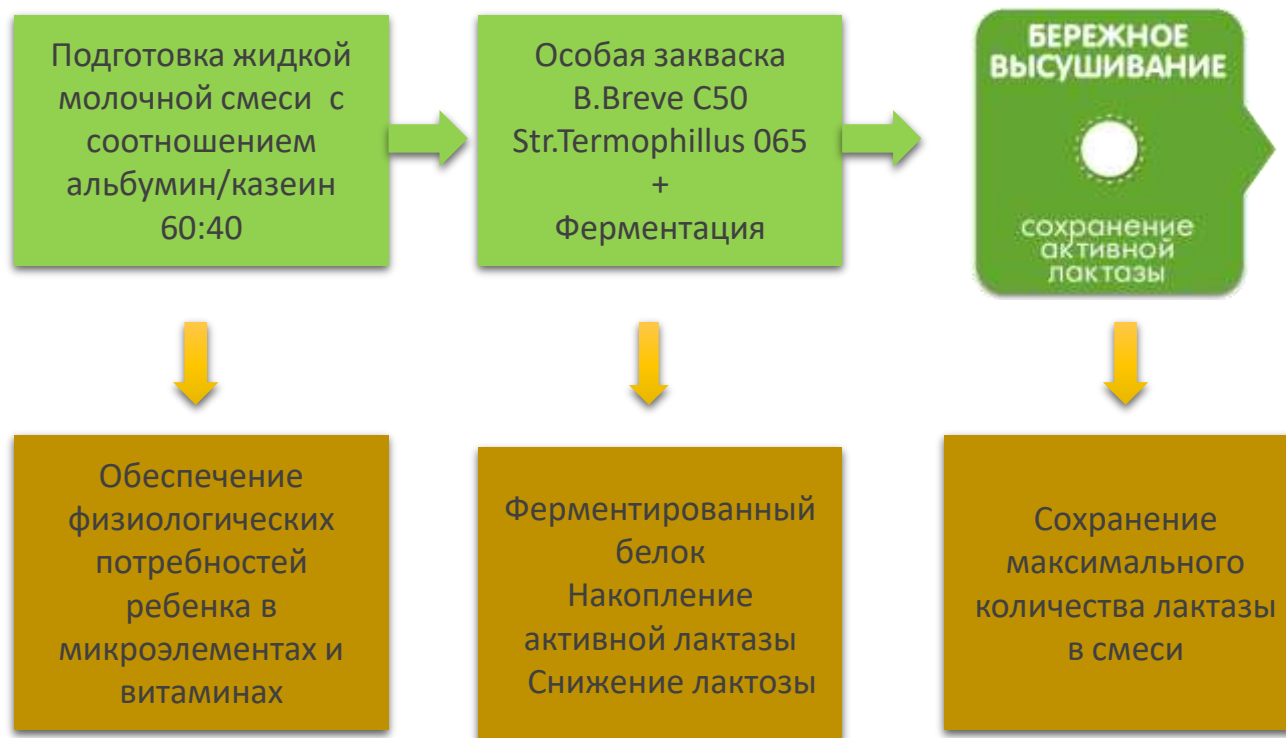 Подготовка жидкой
молочной смеси с
соотношением
альбумин/казеин
60:40
Особая закваска
B.Breve C50
Str.Termophillus 065
+
Ферментация
БЕРЕЖНОЕ
ВЫСУШИВАНИЕ
сохранение
активной
лактазы
Обеспечение
физиологических
потребностей
ребенка в
микроэлементах и
витаминах
Ферментированный
белок
Накопление
активной лактазы
Снижение лактозы
Сохранение
максимального
количества лактазы
в смеси